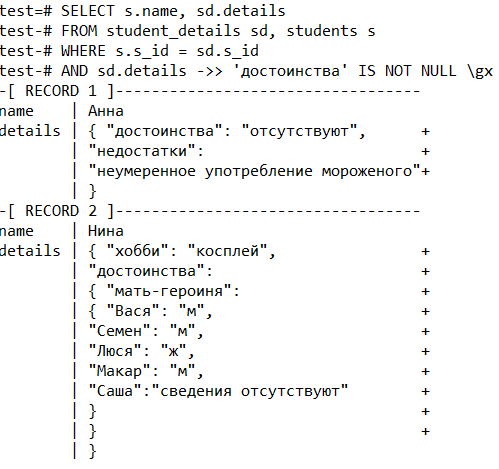 test=# SELECT s.name, sd.details
test-# FROM student_details sd, students s
test-# WHERE s.s_id = sd.s_id
test-# AND sd.details ->> 'достоинства' IS NOT NULL \gx
-[ RECORD 1 ]----------------------------------
name    | Анна
details | { "достоинства": "отсутствуют",      +
        | "недостатки":                        +
        | "неумеренное употребление мороженого"+
        | }
-[ RECORD 2 ]----------------------------------
name    | Нина
details | { "хобби": "косплей",                +
        | "достоинства":                       +
        | { "мать-героиня":                    +
        | { "Вася": "м",                       +
        | "Семен": "м",                        +
        | "Люся": "ж",                         +
        | "Макар": "м",                        +
        | "Саша":"сведения отсутствуют"        +
        | }                                    +
        | }                                    +
        | }